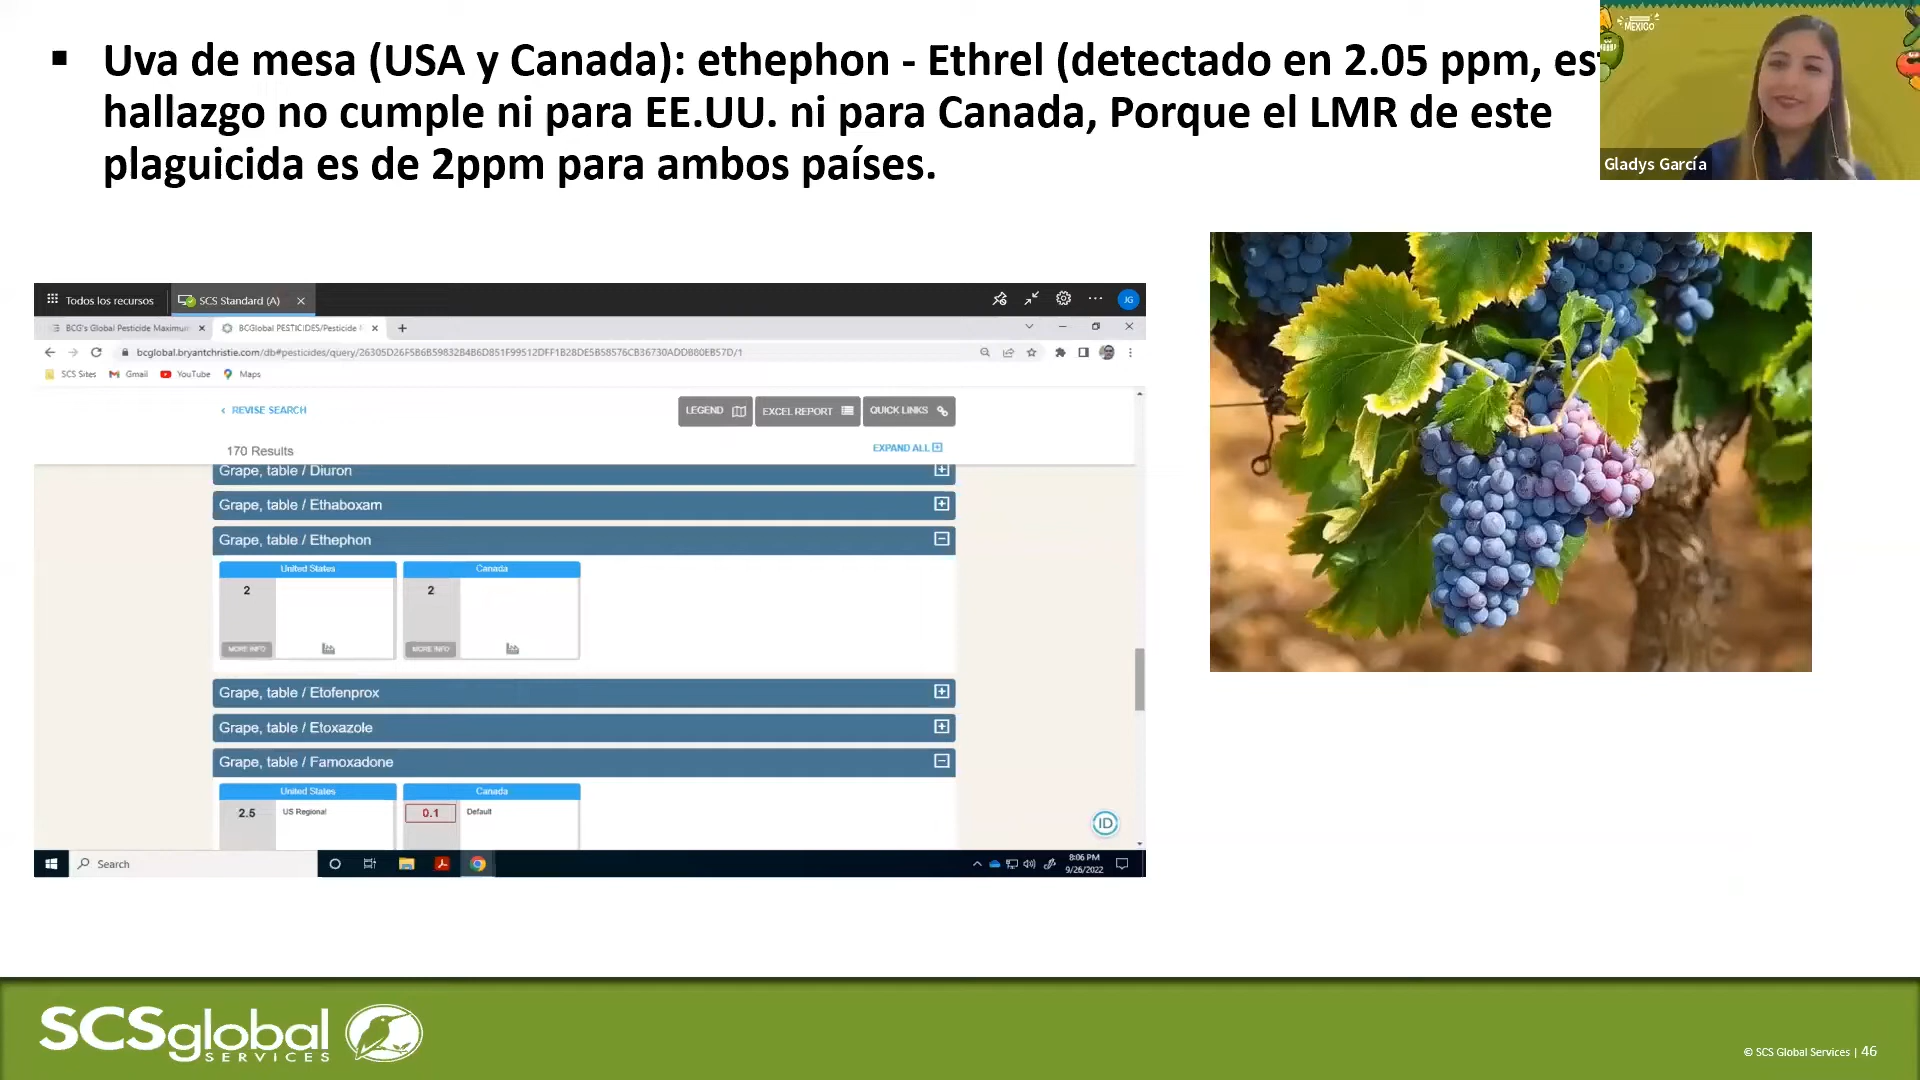 ▪ Uva de mesa (USA y Canada): ethephon - Ethrel (detectado en 2.05 ppm,
hallazgo no cumple ni para EE.UU. ni para Canada, Porque el LMR de este
plaguicida es de 2ppm para ambos países.
MÉXICO
Gladys García
Todos los recursos
SCS Standard (A)
JG
BCG's Global Pesticide Maximum
BCGlobal PESTICIDES/Pesticide
bcglobal.bryantchristie.com/db#pesticides/query/26305D26F5B6B59832B4B6D851F99512DFF1B28DE5B58576CB36730ADDB80EB57D/1
SCS Sites
Gmail
YouTube
Maps
‹ REVISE SEARCH
LEGEND
EXCEL REPORT
QUICK LINKS
170 Results
EXPAND ALL
Grape, table / Diuron
Grape, table / Ethaboxam
Grape, table / Ethephon
United States
Canada
2
2
MORE INFO
MORE INFO
Grape, table / Etofenprox
Grape, table / Etoxazole
Grape, table / Famoxadone
United States
Canada
2.5 US Regional
0.1 Default
ID
Search
8:06 PM
9/26/2022
SCSglobal
SERVICES
© SCS Global Services | 46